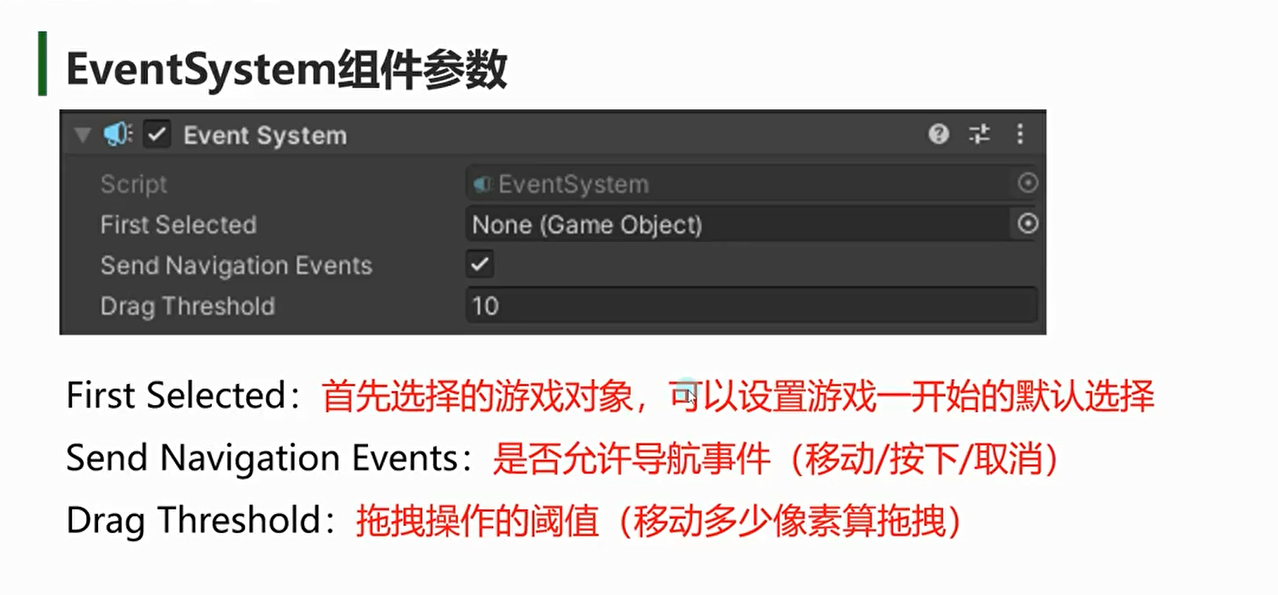 EventSystem组件参数
Event System
Script EventSystem
First Selected None (Game Object)
Send Navigation Events
Drag Threshold 10
First Selected：首先选择的游戏对象，可以设置游戏一开始的默认选择
Send Navigation Events：是否允许导航事件（移动/按下/取消）
Drag Threshold：拖拽操作的阈值（移动多少像素算拖拽）